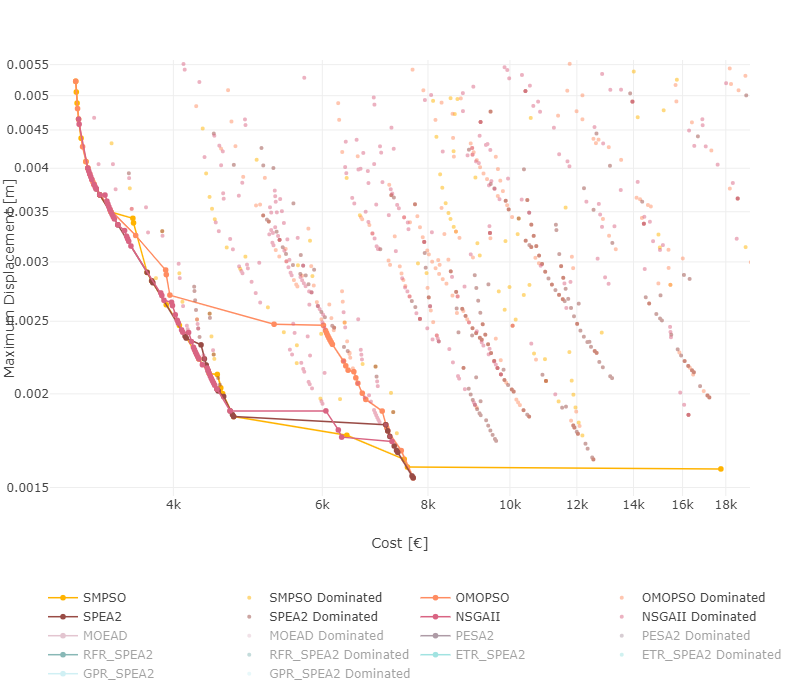 0.0055
0.005
0.0045
0.004
0.0035
0.003
0.0025
0.002
0.0015
Maximum Displacement [m]
4k 6k 8k 10k 12k 14k 16k 18k
Cost [€]
SMPSO SMPSO Dominated OMOPSO OMOPSO Dominated
SPEA2 SPEA2 Dominated NSGAII NSGAII Dominated
MOEAD MOEAD Dominated PESA2 PESA2 Dominated
RFR_SPEA2 RFR_SPEA2 Dominated ETR_SPEA2 ETR_SPEA2 Dominated
GPR_SPEA2 GPR_SPEA2 Dominated